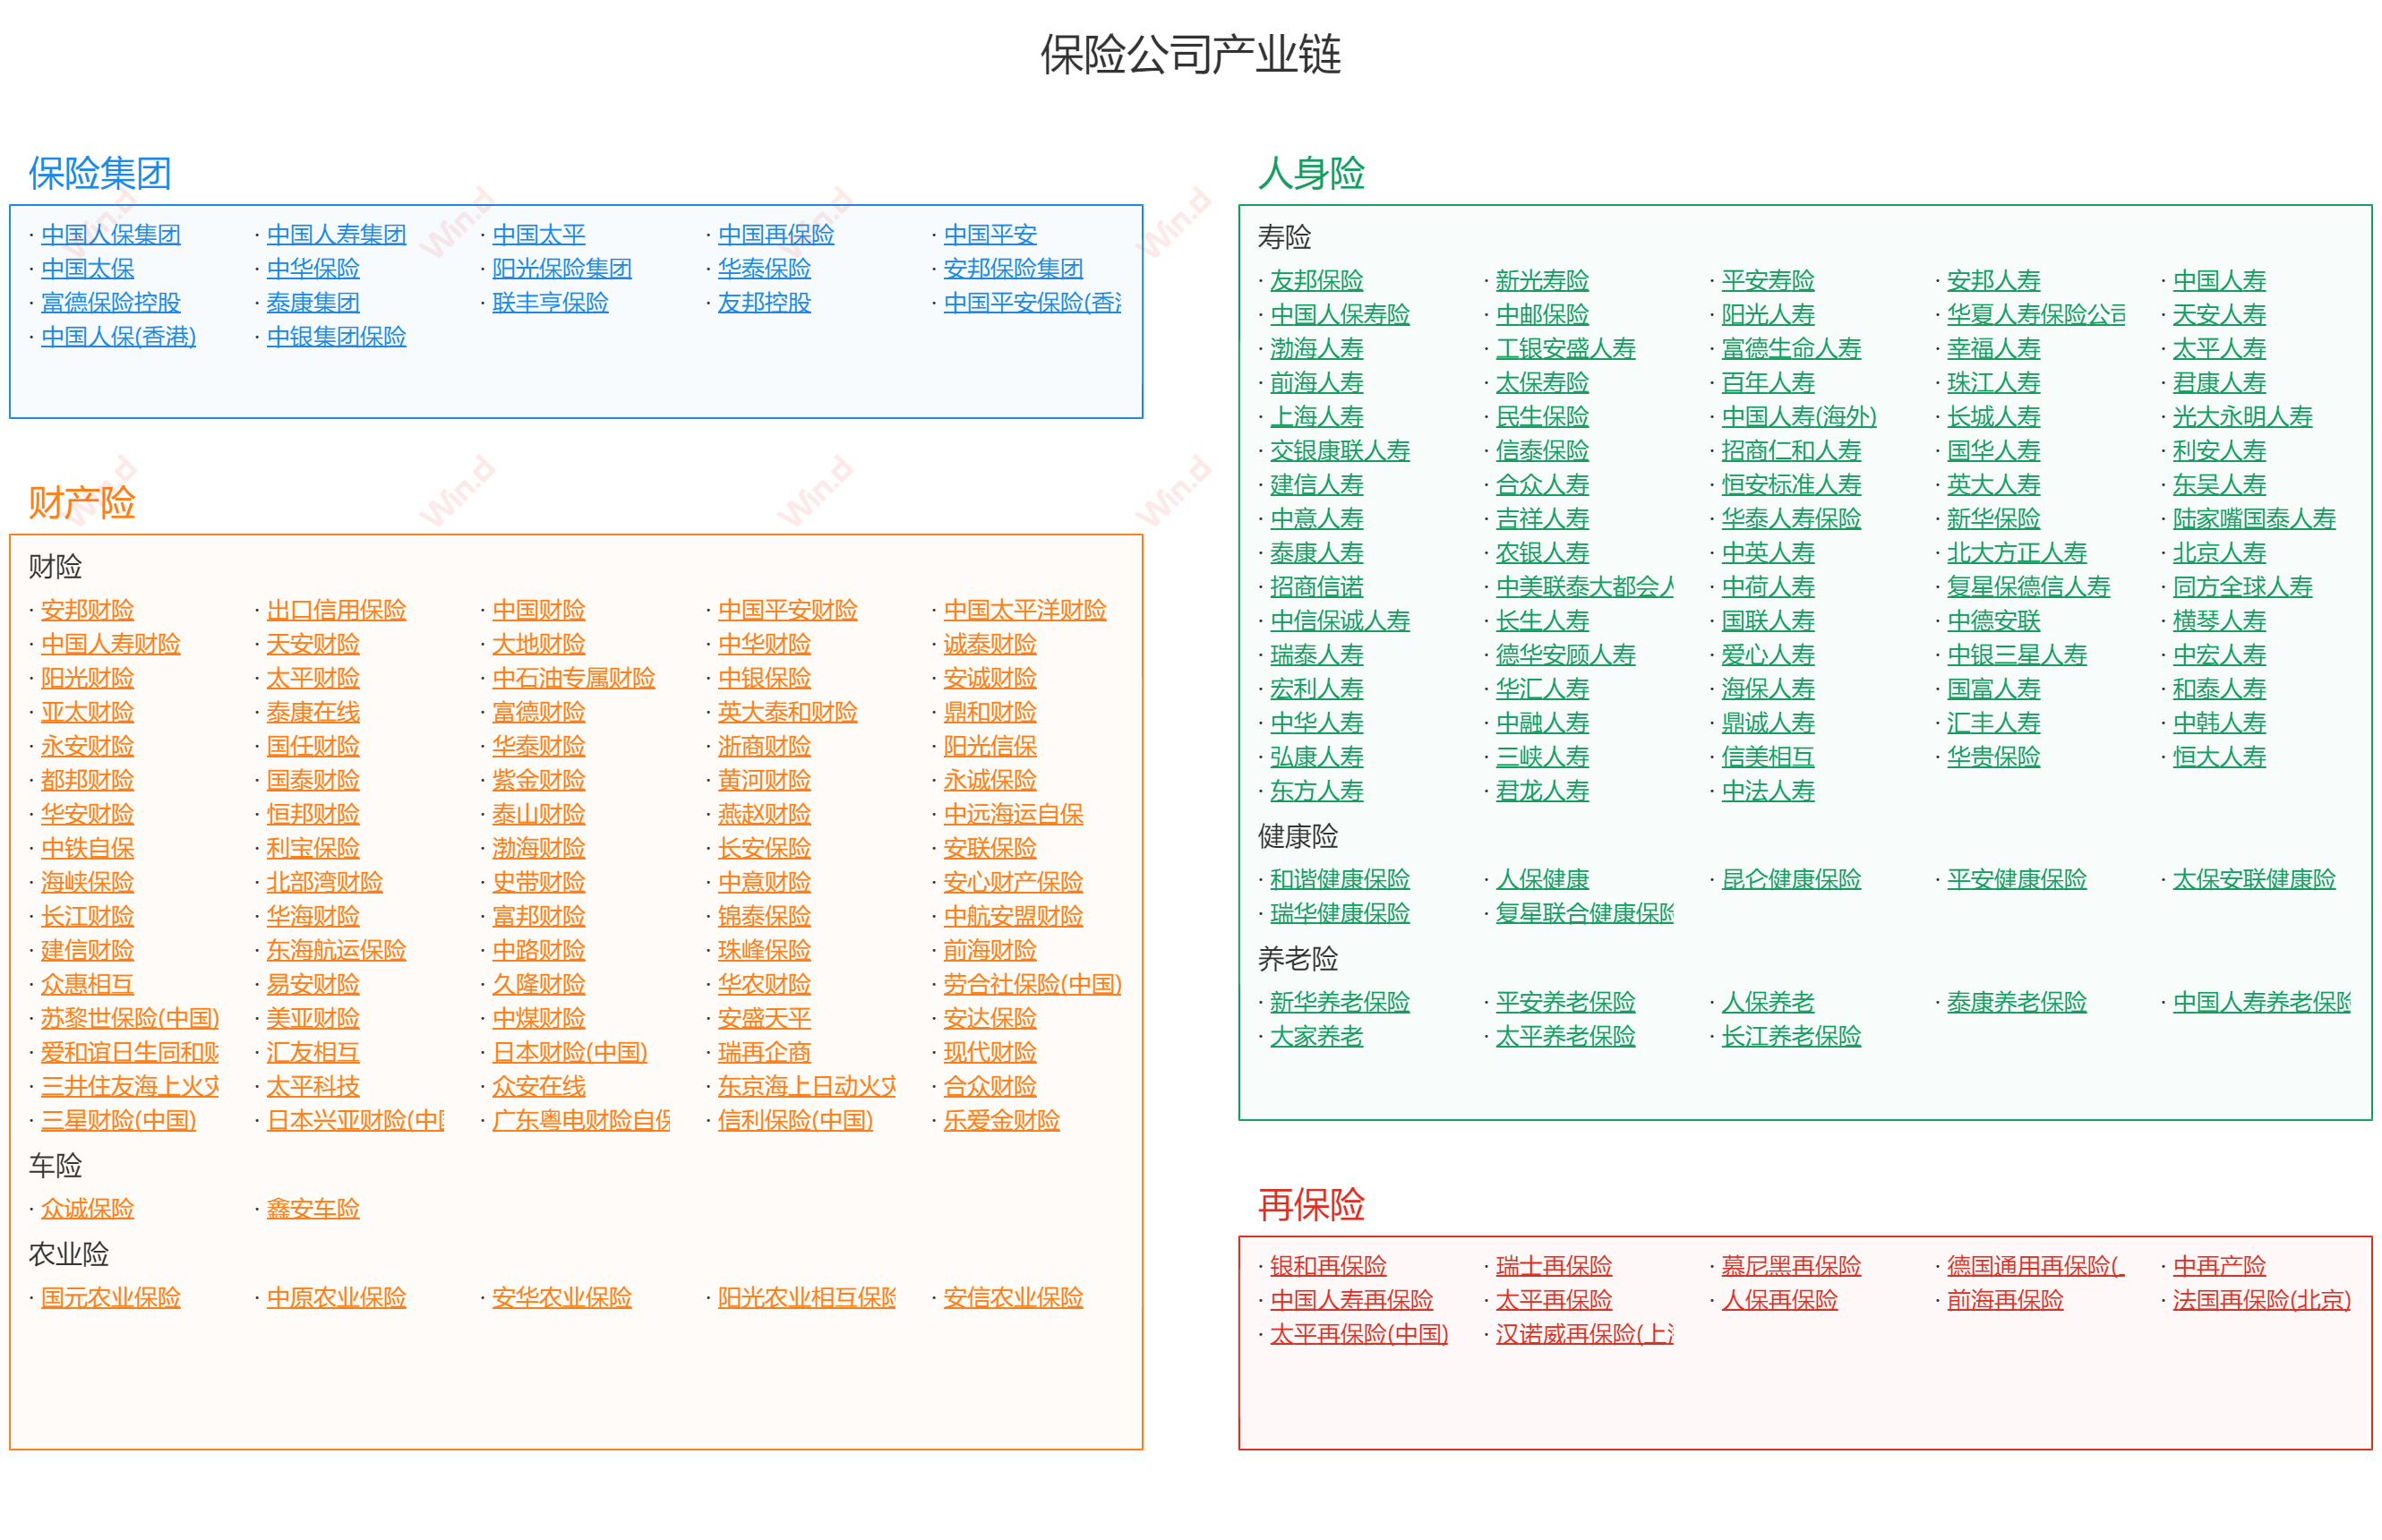 保险公司产业链
保险集团
· 中国人保集团 · 中国人寿集团 · 中国太平 · 中国再保险 · 中国平安
· 中国太保 · 中华保险 · 阳光保险集团 · 华泰保险 · 安邦保险集团
· 富德保险控股 · 泰康集团 · 联丰亨保险 · 友邦控股 · 中国平安保险(香
· 中国人保(香港) · 中银集团保险
财产险
财险
· 安邦财险 · 出口信用保险 · 中国财险 · 中国平安财险 · 中国太平洋财险
· 中国人寿财险 · 天安财险 · 大地财险 · 中华财险 · 诚泰财险
· 阳光财险 · 太平财险 · 中石油专属财险 · 中银保险 · 安诚财险
· 亚太财险 · 泰康在线 · 富德财险 · 英大泰和财险 · 鼎和财险
· 永安财险 · 国任财险 · 华泰财险 · 浙商财险 · 阳光信保
· 都邦财险 · 国泰财险 · 紫金财险 · 黄河财险 · 永诚保险
· 华安财险 · 恒邦财险 · 泰山财险 · 燕赵财险 · 中远海运自保
· 中铁自保 · 利宝保险 · 渤海财险 · 长安保险 · 安联保险
· 海峡保险 · 北部湾财险 · 史带财险 · 中意财险 · 安心财产保险
· 长江财险 · 华海财险 · 富邦财险 · 锦泰保险 · 中航安盟财险
· 建信财险 · 东海航运保险 · 中路财险 · 珠峰保险 · 前海财险
· 众惠相互 · 易安财险 · 久隆财险 · 华农财险 · 劳合社保险(中国)
· 苏黎世保险(中国) · 美亚财险 · 中煤财险 · 安盛天平 · 安达保险
· 爱和谊日生同和财 · 汇友相互 · 日本财险(中国) · 瑞再企商 · 现代财险
· 三井住友海上火灾 · 太平科技 · 众安在线 · 东京海上日动火灾 · 合众财险
· 三星财险(中国) · 日本兴亚财险(中国 · 广东粤电财险自保 · 信利保险(中国) · 乐爱金财险
车险
· 众诚保险 · 鑫安车险
农业险
· 国元农业保险 · 中原农业保险 · 安华农业保险 · 阳光农业相互保险 · 安信农业保险
人身险
寿险
· 友邦保险 · 新光寿险 · 平安寿险 · 安邦人寿 · 中国人寿
· 中国人保寿险 · 中邮保险 · 阳光人寿 · 华夏人寿保险公司 · 天安人寿
· 渤海人寿 · 工银安盛人寿 · 富德生命人寿 · 幸福人寿 · 太平人寿
· 前海人寿 · 太保寿险 · 百年人寿 · 珠江人寿 · 君康人寿
· 上海人寿 · 民生保险 · 中国人寿(海外) · 长城人寿 · 光大永明人寿
· 交银康联人寿 · 信泰保险 · 招商仁和人寿 · 国华人寿 · 利安人寿
· 建信人寿 · 合众人寿 · 恒安标准人寿 · 英大人寿 · 东吴人寿
· 中意人寿 · 吉祥人寿 · 华泰人寿保险 · 新华保险 · 陆家嘴国泰人寿
· 泰康人寿 · 农银人寿 · 中英人寿 · 北大方正人寿 · 北京人寿
· 招商信诺 · 中美联泰大都会人 · 中荷人寿 · 复星保德信人寿 · 同方全球人寿
· 中信保诚人寿 · 长生人寿 · 国联人寿 · 中德安联 · 横琴人寿
· 瑞泰人寿 · 德华安顾人寿 · 爱心人寿 · 中银三星人寿 · 中宏人寿
· 宏利人寿 · 华汇人寿 · 海保人寿 · 国富人寿 · 和泰人寿
· 中华人寿 · 中融人寿 · 鼎诚人寿 · 汇丰人寿 · 中韩人寿
· 弘康人寿 · 三峡人寿 · 信美相互 · 华贵保险 · 恒大人寿
· 东方人寿 · 君龙人寿 · 中法人寿
健康险
· 和谐健康保险 · 人保健康 · 昆仑健康保险 · 平安健康保险 · 太保安联健康险
· 瑞华健康保险 · 复星联合健康保险
养老险
· 新华养老保险 · 平安养老保险 · 人保养老 · 泰康养老保险 · 中国人寿养老保险
· 大家养老 · 太平养老保险 · 长江养老保险
再保险
· 银和再保险 · 瑞士再保险 · 慕尼黑再保险 · 德国通用再保险( · 中再产险
· 中国人寿再保险 · 太平再保险 · 人保再保险 · 前海再保险 · 法国再保险(北京)
· 太平再保险(中国) · 汉诺威再保险(上
Win.d Win.d Win.d Win.d
Win.d Win.d Win.d Win.d